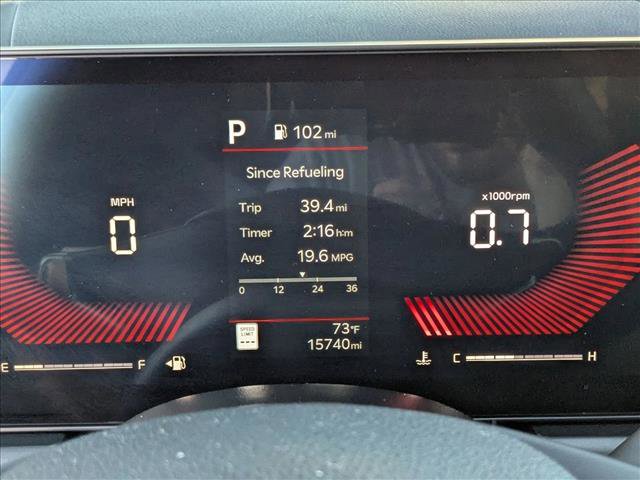 P 102 mi
Since Refueling
MPH
x1000rpm
Trip 39.4 mi
0
0.7
Timer 2:16 h:m
Avg. 19.6 MPG
0 12 24 36
SPEED LIMIT ---
73°F
15740 mi
E F
C H